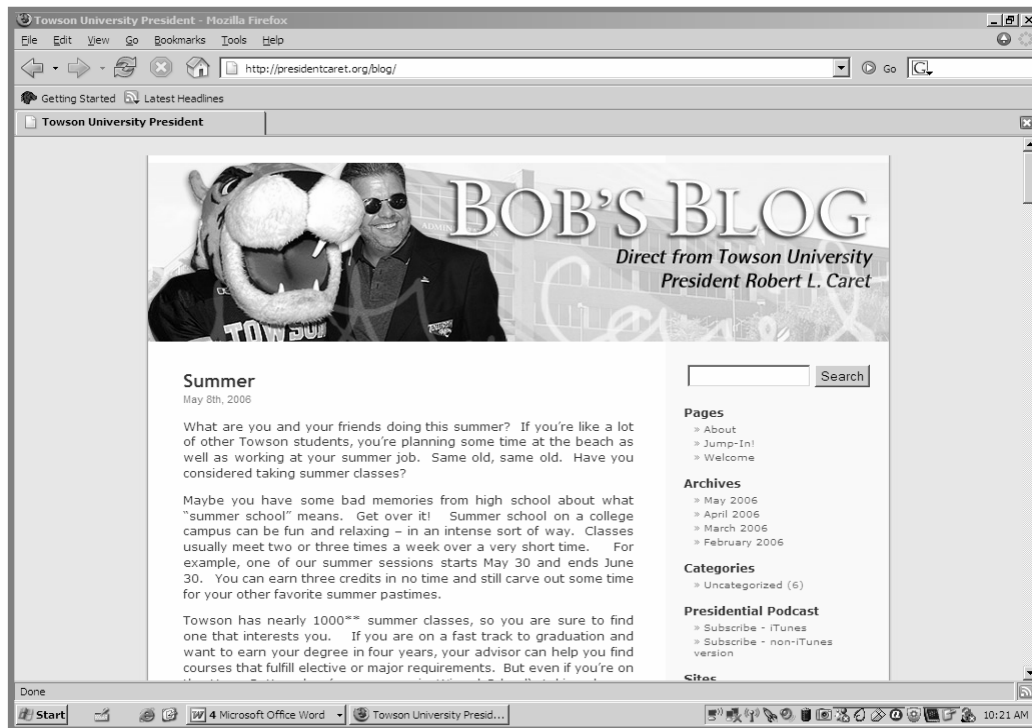 Towson University President - Mozilla Firefox
File Edit View Go Bookmarks Tools Help
http://presidentcaret.org/blog/
Go
G
Getting Started Latest Headlines
Towson University President
BOB'S BLOG
Direct from Towson University
President Robert L. Caret
TOWSON
Summer
May 8th, 2006
What are you and your friends doing this summer? If you're like a lot
of other Towson students, you're planning some time at the beach as
well as working at your summer job. Same old, same old. Have you
considered taking summer classes?
Maybe you have some bad memories from high school about what
"summer school" means. Get over it! Summer school on a college
campus can be fun and relaxing – in an intense sort of way. Classes
usually meet two or three times a week over a very short time. For
example, one of our summer sessions starts May 30 and ends June
30. You can earn three credits in no time and still carve out some time
for your other favorite summer pastimes.
Towson has nearly 1000** summer classes, so you are sure to find
one that interests you. If you are on a fast track to graduation and
want to earn your degree in four years, your advisor can help you find
courses that fulfill elective or major requirements. But even if you're on
Search
Pages
» About
» Jump-In!
» Welcome
Archives
» May 2006
» April 2006
» March 2006
» February 2006
Categories
» Uncategorized (6)
Presidential Podcast
» Subscribe - iTunes
» Subscribe - non-iTunes
version
Sites
Done
Start
4 Microsoft Office Word
Towson University Presid...
10:21 AM